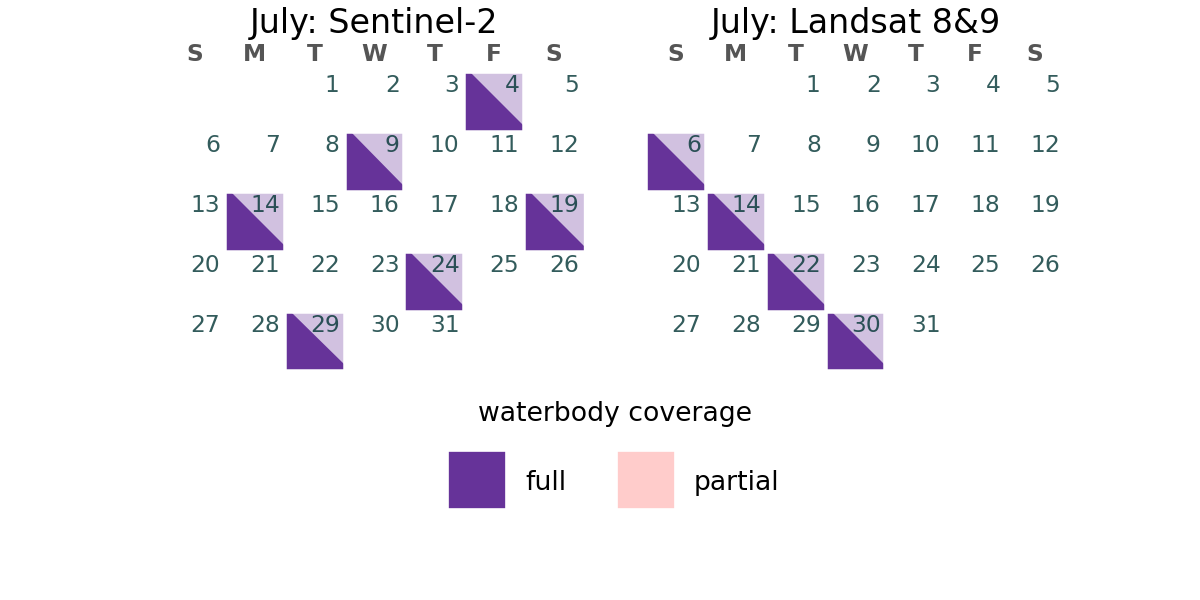 July: Sentinel-2
S M T W T F S
1 2 3 4 5
6 7 8 9 10 11 12
13 14 15 16 17 18 19
20 21 22 23 24 25 26
27 28 29 30 31
July: Landsat 8&9
S M T W T F S
1 2 3 4 5
6 7 8 9 10 11 12
13 14 15 16 17 18 19
20 21 22 23 24 25 26
27 28 29 30 31
waterbody coverage
full partial